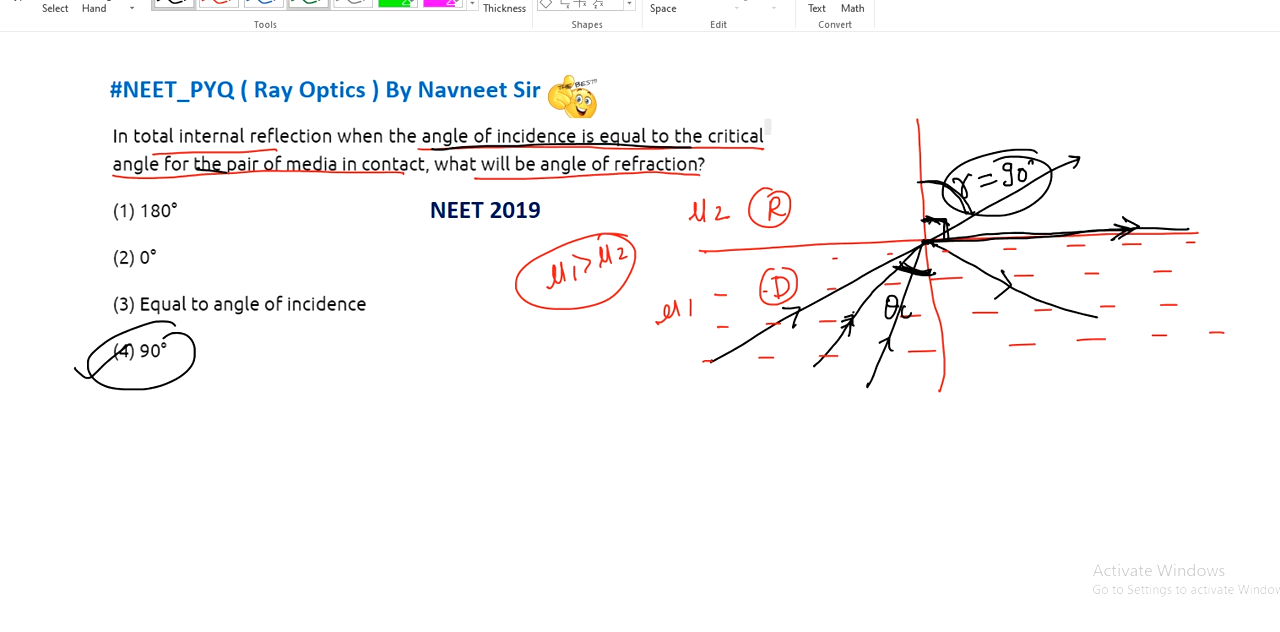 Select Hand
Thickness
Space
Text Math
Tools
Shapes
Edit
Convert
#NEET_PYQ ( Ray Optics ) By Navneet Sir
In total internal reflection when the angle of incidence is equal to the critical
angle for the pair of media in contact, what will be angle of refraction?
(1) 180°
NEET 2019
(2) 0°
(3) Equal to angle of incidence
(4) 90°
μ2 R
r = 90°
μ1 > μ2
μ1
D
θc
Activate Windows
Go to Settings to activate Window